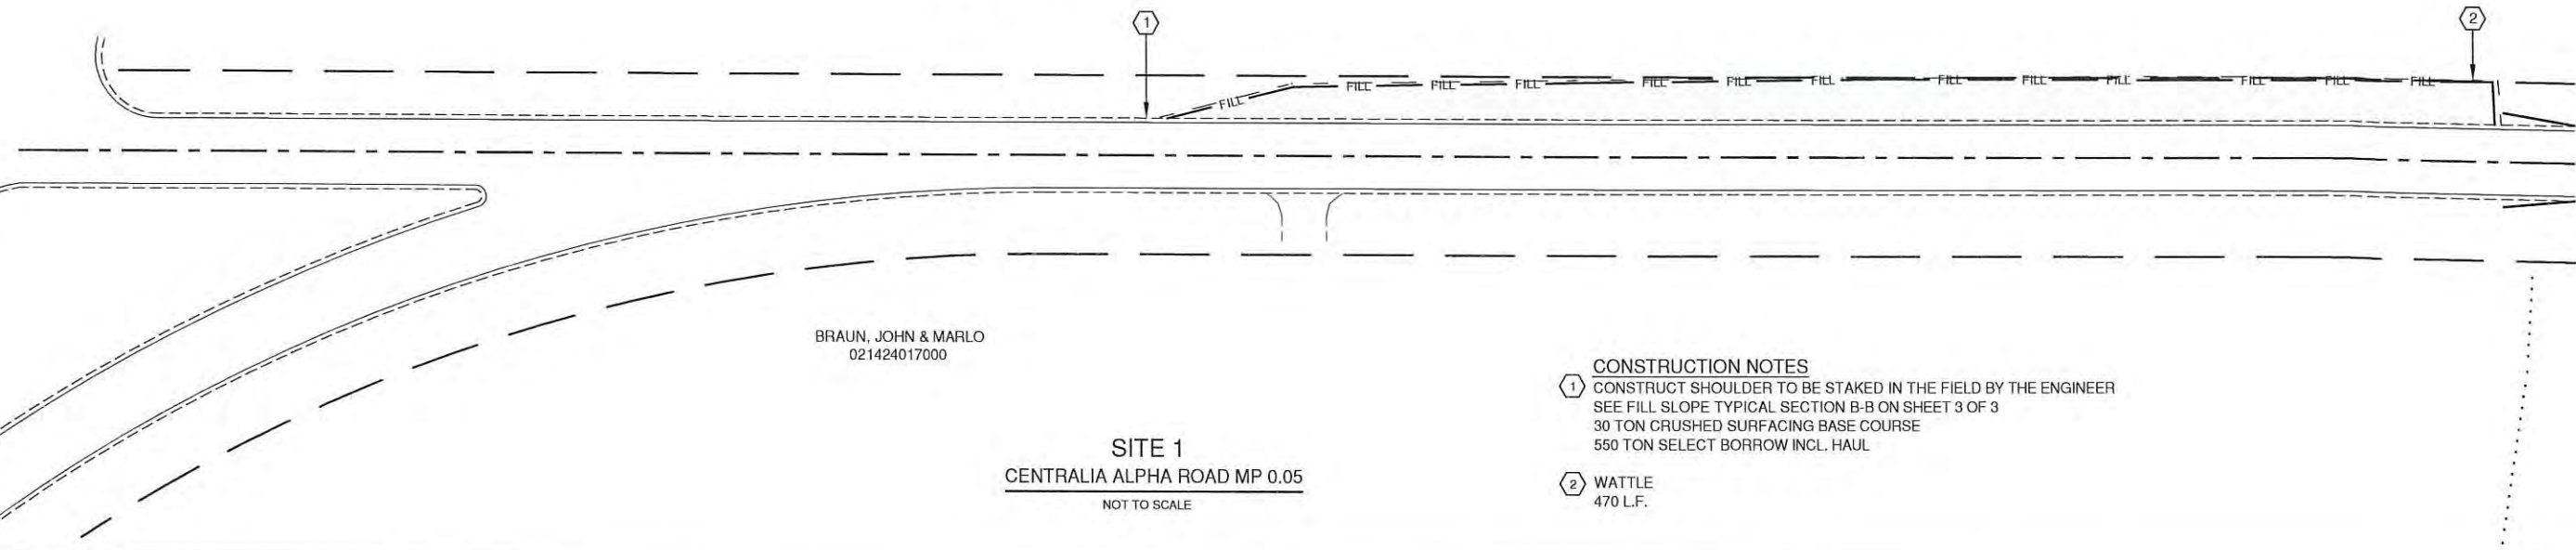 1
2
FILL
FILL
FILL
FILL
FILL
FILL
FILL
FILL
FILL
FILL
FILL
FILL
FILL
BRAUN, JOHN & MARLO
021424017000
SITE 1
CENTRALIA ALPHA ROAD MP 0.05
NOT TO SCALE
CONSTRUCTION NOTES
1 CONSTRUCT SHOULDER TO BE STAKED IN THE FIELD BY THE ENGINEER
SEE FILL SLOPE TYPICAL SECTION B-B ON SHEET 3 OF 3
30 TON CRUSHED SURFACING BASE COURSE
550 TON SELECT BORROW INCL. HAUL
2 WATTLE
470 L.F.